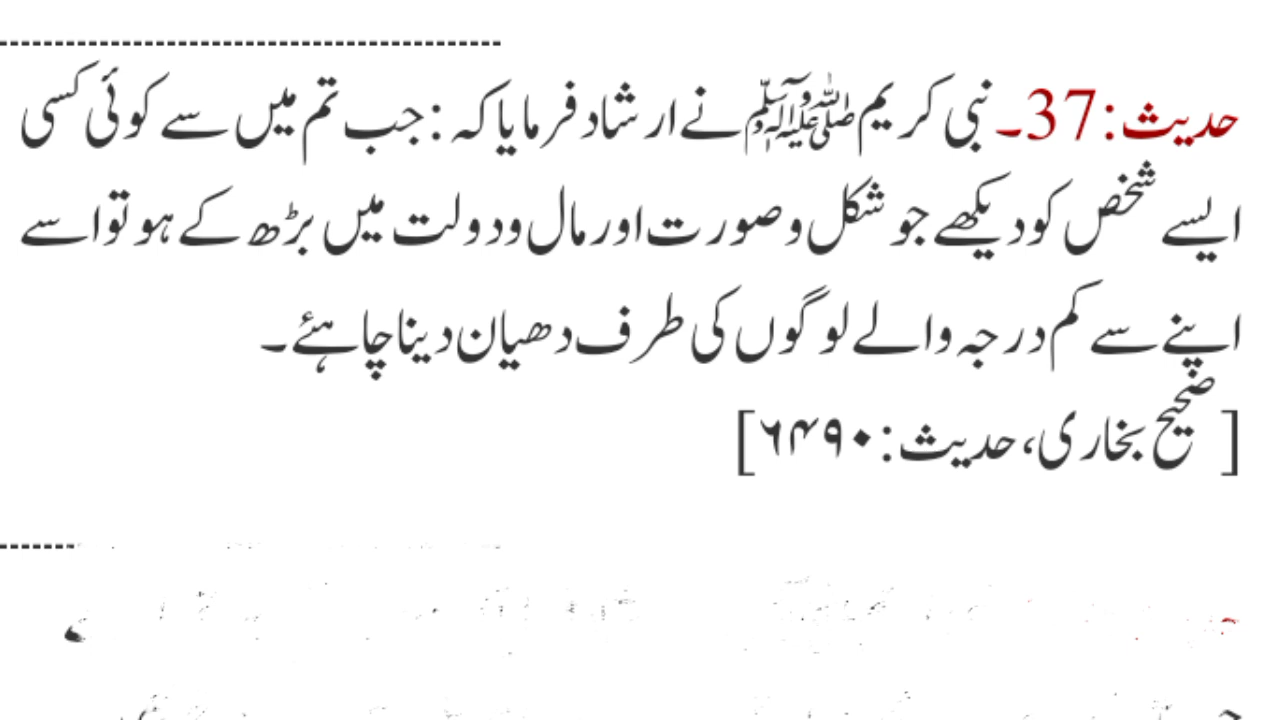 حدیث:37۔ نبی کریم ﷺ نے ارشاد فرمایا کہ: جب تم میں سے کوئی کسی
ایسے شخص کو دیکھے جو شکل و صورت اور مال و دولت میں بڑھ کے ہو تو اسے
اپنے سے کم درجہ والے لوگوں کی طرف دھیان دینا چاہئے۔
[صحیح بخاری، حدیث: ۶۴۹۰]